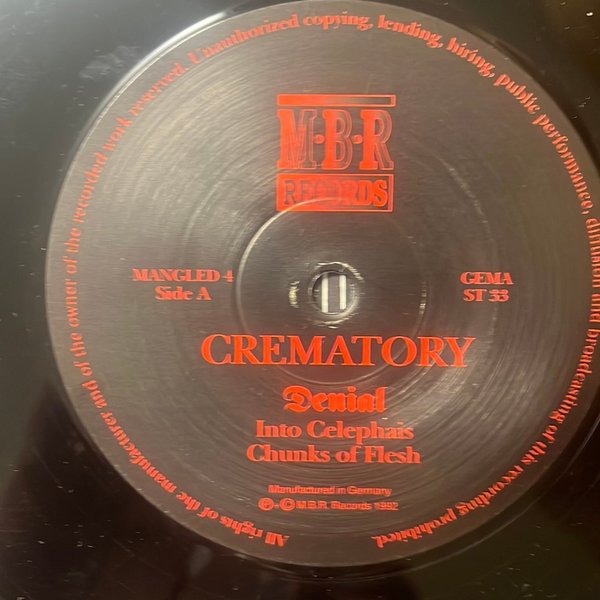 All rights of the manufacturer and of the owner of the recorded work reserved. Unauthorized copying, lending, hiring, public performance, diffusion and broadcasting of this recording prohibited.
M·B·R
RECORDS
MANGLED 4
Side A
GEMA
ST 33
CREMATORY
Denial
Into Celephais
Chunks of Flesh
Manufactured in Germany
Ⓟ+© M.B.R. Records 1992